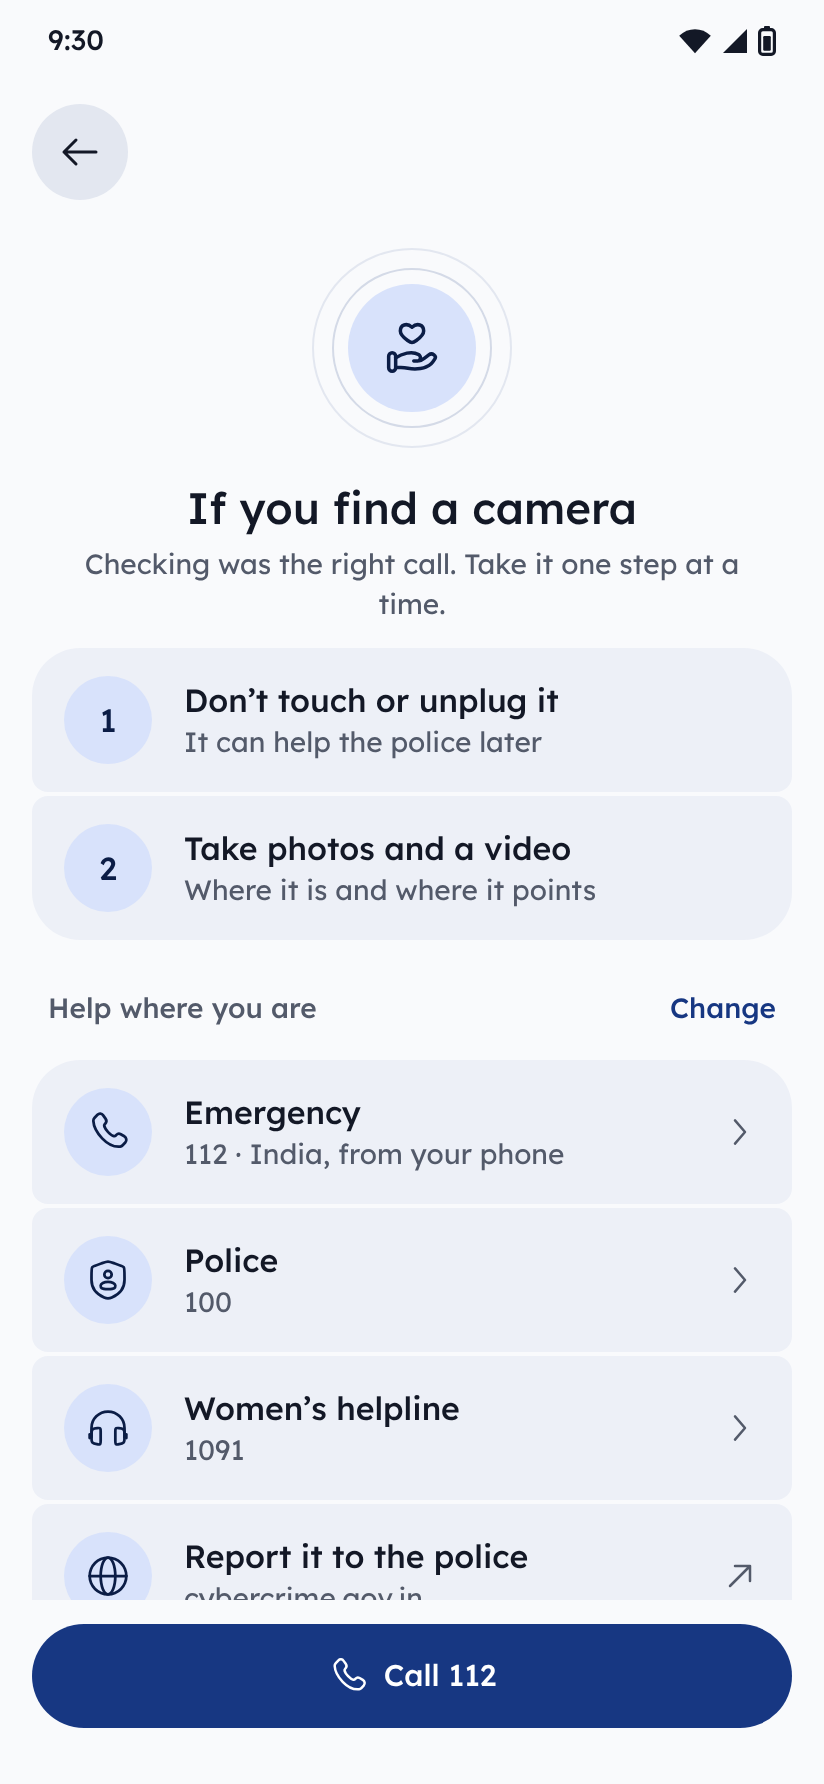 9:30
If you find a camera
Checking was the right call. Take it one step at a
time.
1
Don’t touch or unplug it
It can help the police later
2
Take photos and a video
Where it is and where it points
Help where you are
Change
Emergency
112 · India, from your phone
Police
100
Women’s helpline
1091
Report it to the police
cybercrime.gov.in
Call 112